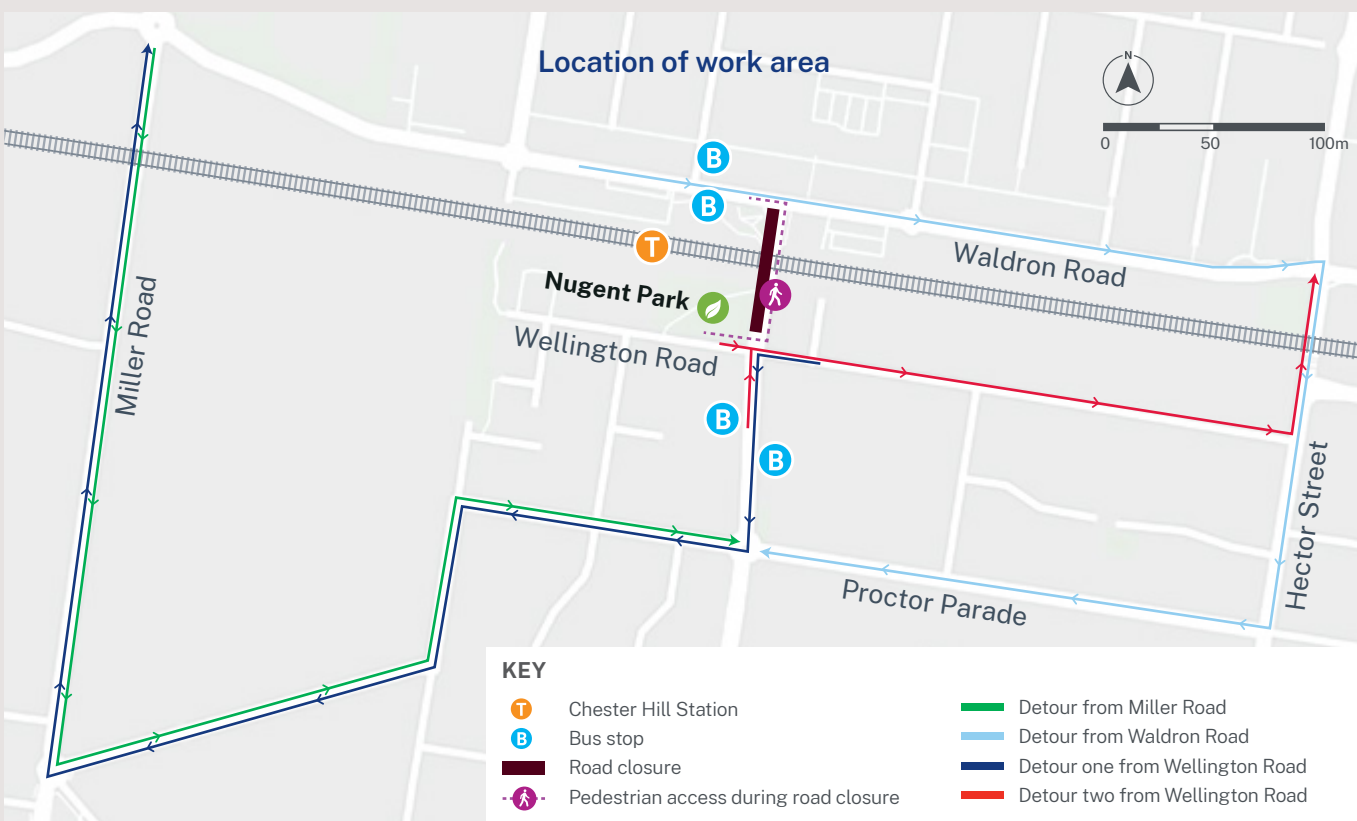 Location of work area
N
0 50 100m
B
B
T
Waldron Road
Nugent Park
Wellington Road
Miller Road
B
B
Hector Street
Proctor Parade
KEY
T Chester Hill Station
B Bus stop
Road closure
Pedestrian access during road closure
Detour from Miller Road
Detour from Waldron Road
Detour one from Wellington Road
Detour two from Wellington Road